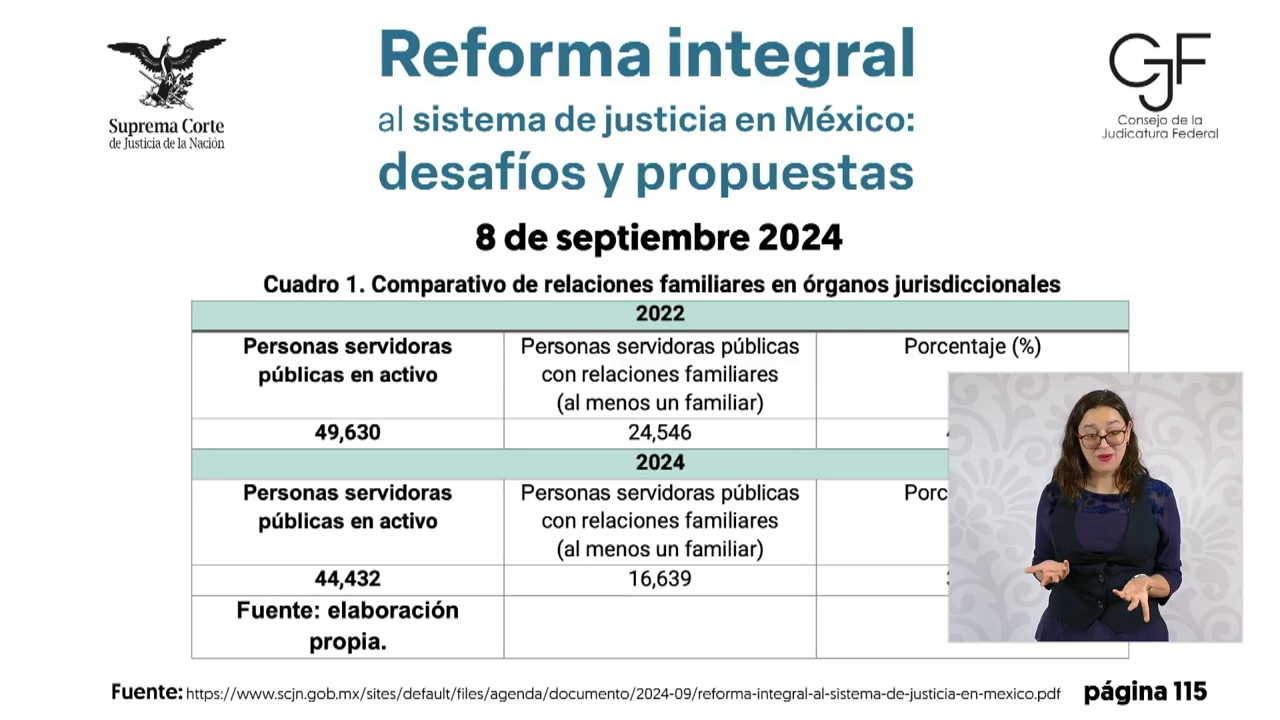 Suprema Corte
de Justicia de la Nación
Reforma integral
al sistema de justicia en México:
desafíos y propuestas
CJF
Consejo de la
Judicatura Federal
8 de septiembre 2024
Cuadro 1. Comparativo de relaciones familiares en órganos jurisdiccionales
2022
Personas servidoras
públicas en activo
Personas servidoras públicas
con relaciones familiares
(al menos un familiar)
Porcentaje (%)
49,630
24,546
2024
Personas servidoras
públicas en activo
Personas servidoras públicas
con relaciones familiares
(al menos un familiar)
Porc
44,432
16,639
Fuente: elaboración
propia.
Fuente: https://www.scjn.gob.mx/sites/default/files/agenda/documento/2024-09/reforma-integral-al-sistema-de-justicia-en-mexico.pdf página 115